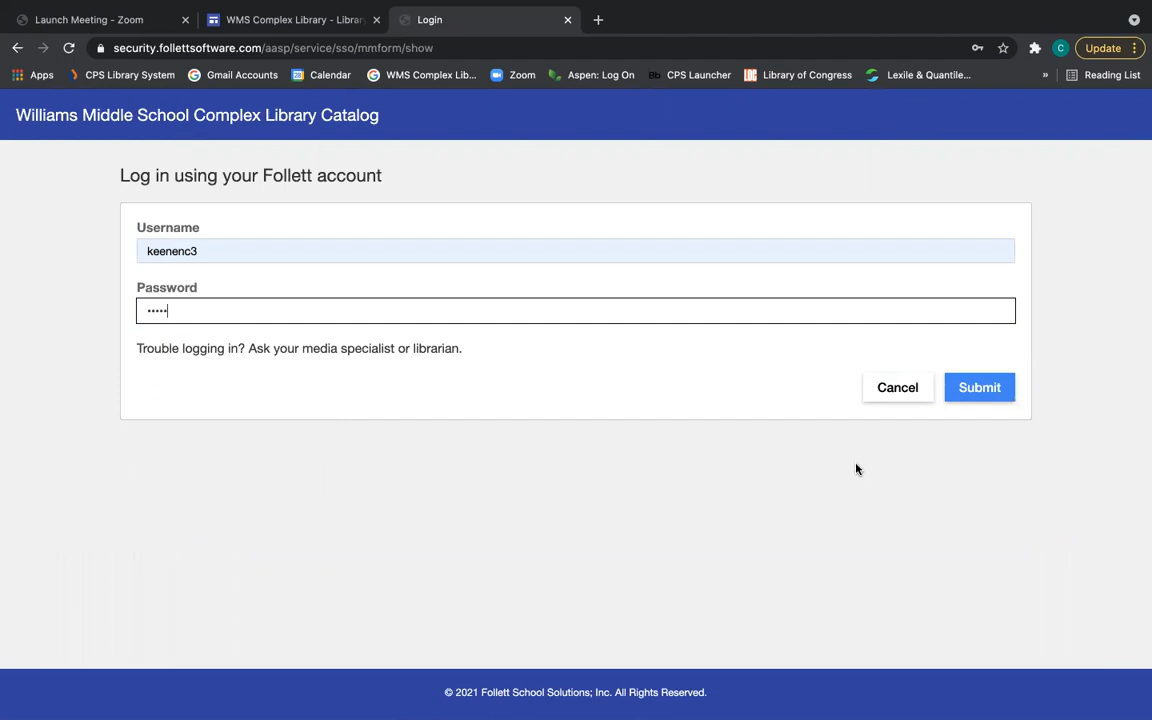 Launch Meeting - Zoom
WMS Complex Library - Library
Login
security.follettsoftware.com/aasp/service/sso/mmform/show
C
Update
Apps
CPS Library System
Gmail Accounts
Calendar
WMS Complex Lib...
Zoom
Aspen: Log On
Bb CPS Launcher
Library of Congress
Lexile & Quantile...
»
Reading List
Williams Middle School Complex Library Catalog
Log in using your Follett account
Username
keenenc3
Password
•••••
Trouble logging in? Ask your media specialist or librarian.
Cancel
Submit
© 2021 Follett School Solutions; Inc. All Rights Reserved.